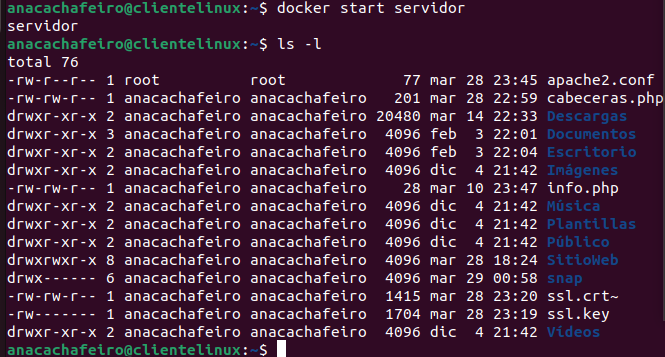 anacachafeiro@clientelinux:~$ docker start servidor
servidor
anacachafeiro@clientelinux:~$ ls -l
total 76
-rw-r--r-- 1 root          root             77 mar 28 23:45 apache2.conf
-rw-rw-r-- 1 anacachafeiro anacachafeiro   201 mar 28 22:59 cabeceras.php
drwxr-xr-x 2 anacachafeiro anacachafeiro 20480 mar 14 22:33 Descargas
drwxr-xr-x 3 anacachafeiro anacachafeiro  4096 feb  3 22:01 Documentos
drwxr-xr-x 2 anacachafeiro anacachafeiro  4096 feb  3 22:04 Escritorio
drwxr-xr-x 2 anacachafeiro anacachafeiro  4096 dic  4 21:42 Imágenes
-rw-rw-r-- 1 anacachafeiro anacachafeiro    28 mar 10 23:47 info.php
drwxr-xr-x 2 anacachafeiro anacachafeiro  4096 dic  4 21:42 Música
drwxr-xr-x 2 anacachafeiro anacachafeiro  4096 dic  4 21:42 Plantillas
drwxr-xr-x 2 anacachafeiro anacachafeiro  4096 dic  4 21:42 Público
drwxrwxr-x 8 anacachafeiro anacachafeiro  4096 mar 28 18:24 SitioWeb
drwx------ 6 anacachafeiro anacachafeiro  4096 mar 29 00:58 snap
-rw-rw-r-- 1 anacachafeiro anacachafeiro  1415 mar 28 23:20 ssl.crt~
-rw------- 1 anacachafeiro anacachafeiro  1704 mar 28 23:19 ssl.key
drwxr-xr-x 2 anacachafeiro anacachafeiro  4096 dic  4 21:42 Vídeos
anacachafeiro@clientelinux:~$